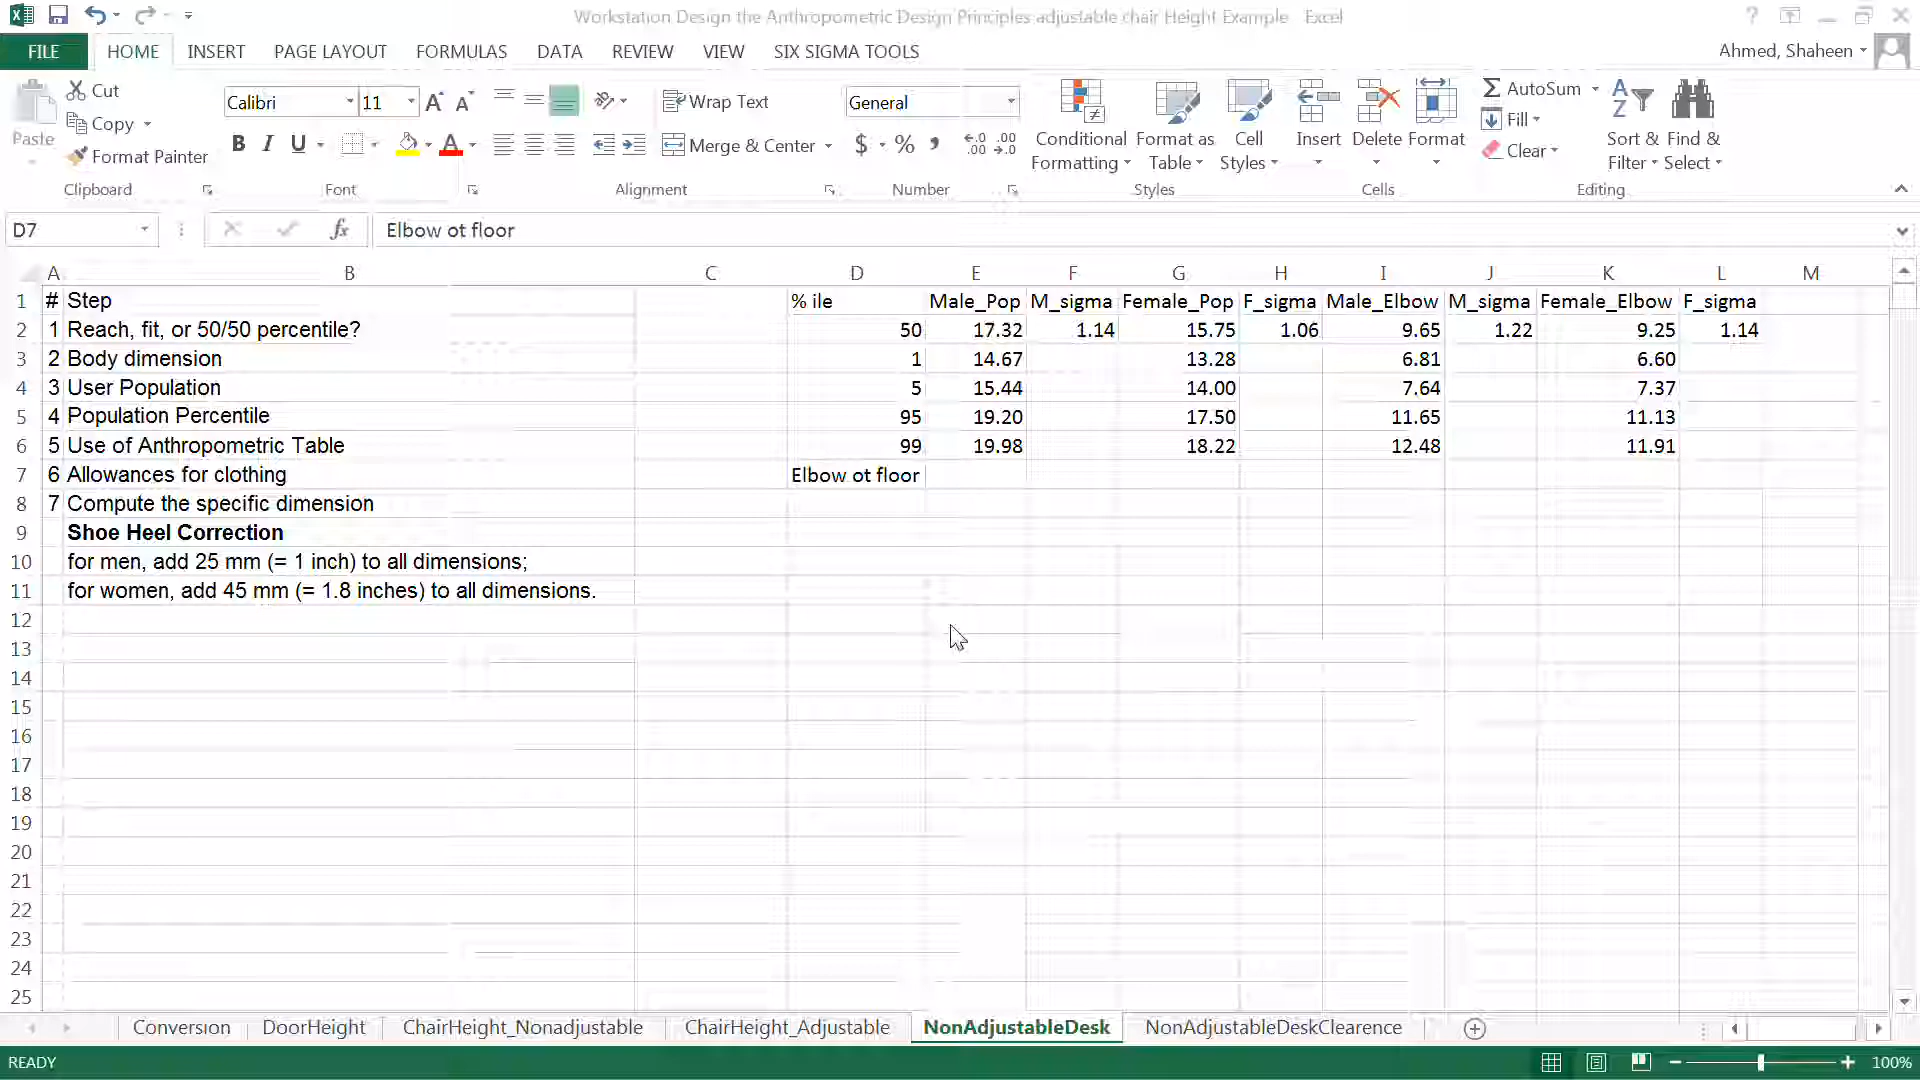 Workstation Design the Anthropometric Design Principles adjustable chair Height Example - Excel
FILE HOME INSERT PAGE LAYOUT FORMULAS DATA REVIEW VIEW SIX SIGMA TOOLS Ahmed, Shaheen
Paste
Cut
Copy
Format Painter
Calibri 11
B I U
Wrap Text
Merge & Center
General
$ % ,
Conditional Formatting
Format as Table
Cell Styles
Insert Delete Format
AutoSum
Fill
Clear
Sort & Filter
Find & Select
Clipboard Font Alignment Number Styles Cells Editing
D7 fx Elbow ot floor
A B C D E F G H I J K L M
1 # Step % ile Male_Pop M_sigma Female_Pop F_sigma Male_Elbow M_sigma Female_Elbow F_sigma
2 1 Reach, fit, or 50/50 percentile? 50 17.32 1.14 15.75 1.06 9.65 1.22 9.25 1.14
3 2 Body dimension 1 14.67 13.28 6.81 6.60
4 3 User Population 5 15.44 14.00 7.64 7.37
5 4 Population Percentile 95 19.20 17.50 11.65 11.13
6 5 Use of Anthropometric Table 99 19.98 18.22 12.48 11.91
7 6 Allowances for clothing Elbow ot floor
8 7 Compute the specific dimension
9 Shoe Heel Correction
10 for men, add 25 mm (= 1 inch) to all dimensions;
11 for women, add 45 mm (= 1.8 inches) to all dimensions.
12
13
14
15
16
17
18
19
20
21
22
23
24
25
Conversion DoorHeight ChairHeight_Nonadjustable ChairHeight_Adjustable NonAdjustableDesk NonAdjustableDeskClearence
READY 100%